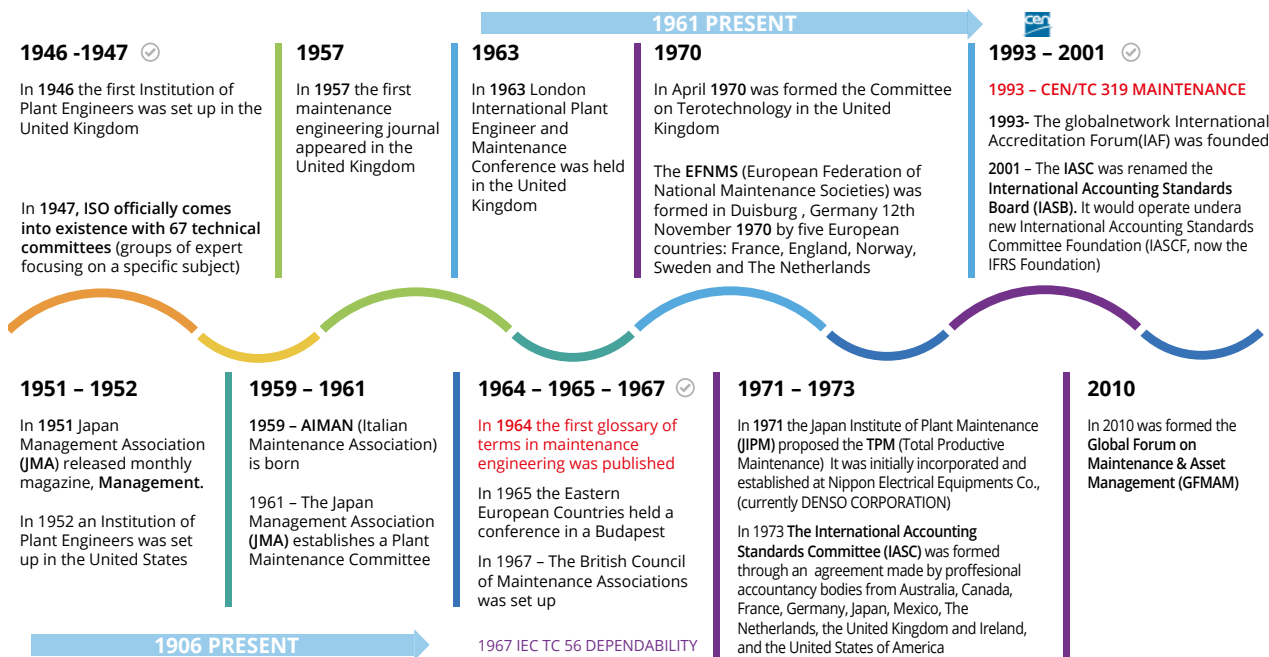 1961 PRESENT
cen
1946 -1947
In 1946 the first Institution of
Plant Engineers was set up in the
United Kingdom
In 1947, ISO officially comes
into existence with 67 technical
committees (groups of expert
focusing on a specific subject)
1957
In 1957 the first
maintenance
engineering journal
appeared in the
United Kingdom
1963
In 1963 London
International Plant
Engineer and
Maintenance
Conference was held
in the United
Kingdom
1970
In April 1970 was formed the Committee
on Terotechnology in the United
Kingdom
The EFNMS (European Federation of
National Maintenance Societies) was
formed in Duisburg , Germany 12th
November 1970 by five European
countries: France, England, Norway,
Sweden and The Netherlands
1993 – 2001
1993 – CEN/TC 319 MAINTENANCE
1993- The globalnetwork International
Accreditation Forum(IAF) was founded
2001 – The IASC was renamed the
International Accounting Standards
Board (IASB). It would operate undera
new International Accounting Standards
Committee Foundation (IASCF, now the
IFRS Foundation)
1951 – 1952
In 1951 Japan
Management Association
(JMA) released monthly
magazine, Management.
In 1952 an Institution of
Plant Engineers was set
up in the United States
1959 – 1961
1959 – AIMAN (Italian
Maintenance Association)
is born
1961 – The Japan
Management Association
(JMA) establishes a Plant
Maintenance Committee
1964 – 1965 – 1967
In 1964 the first glossary of
terms in maintenance
engineering was published
In 1965 the Eastern
European Countries held a
conference in a Budapest
In 1967 – The British Council
of Maintenance Associations
was set up
1967 IEC TC 56 DEPENDABILITY
1971 – 1973
In 1971 the Japan Institute of Plant Maintenance
(JIPM) proposed the TPM (Total Productive
Maintenance) It was initially incorporated and
established at Nippon Electrical Equipments Co.,
(currently DENSO CORPORATION)
In 1973 The International Accounting
Standards Committee (IASC) was formed
through an agreement made by proffesional
accountancy bodies from Australia, Canada,
France, Germany, Japan, Mexico, The
Netherlands, the United Kingdom and Ireland,
and the United States of America
2010
In 2010 was formed the
Global Forum on
Maintenance & Asset
Management (GFMAM)
1906 PRESENT